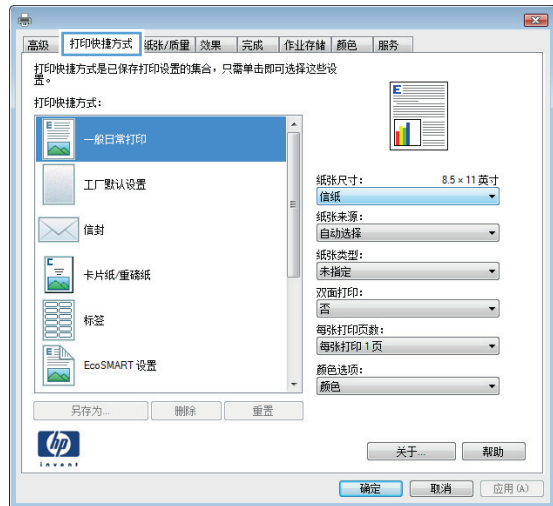 高级 打印快捷方式 纸张/质量 效果 完成 作业存储 颜色 服务
打印快捷方式是已保存打印设置的集合，只需单击即可选择这些设
置。
打印快捷方式：
一般日常打印
工厂默认设置
信封
卡片纸/重磅纸
标签
EcoSMART 设置
另存为... 删除 重置
E
E
C
E
纸张尺寸： 8.5 × 11 英寸
信纸
纸张来源：
自动选择
纸张类型：
未指定
双面打印：
否
每张打印页数：
每张打印 1 页
颜色选项：
颜色
hp
invent
关于... 帮助
确定 取消 应用 (A)